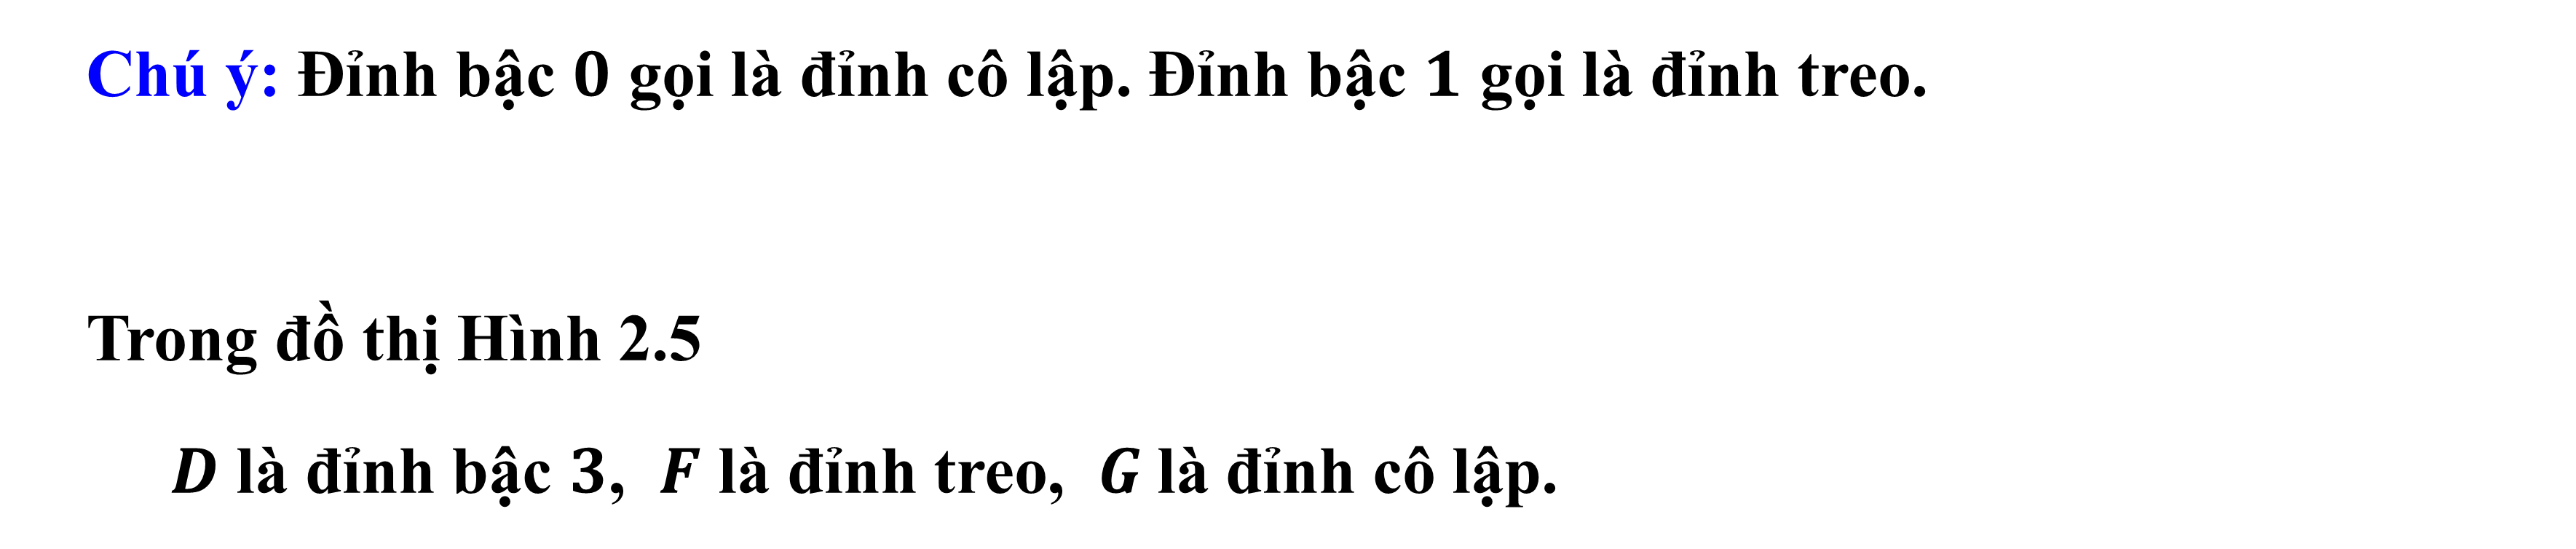 Chú ý: Đỉnh bậc 0 gọi là đỉnh cô lập. Đỉnh bậc 1 gọi là đỉnh treo.
Trong đồ thị Hình 2.5
D là đỉnh bậc 3, F là đỉnh treo, G là đỉnh cô lập.